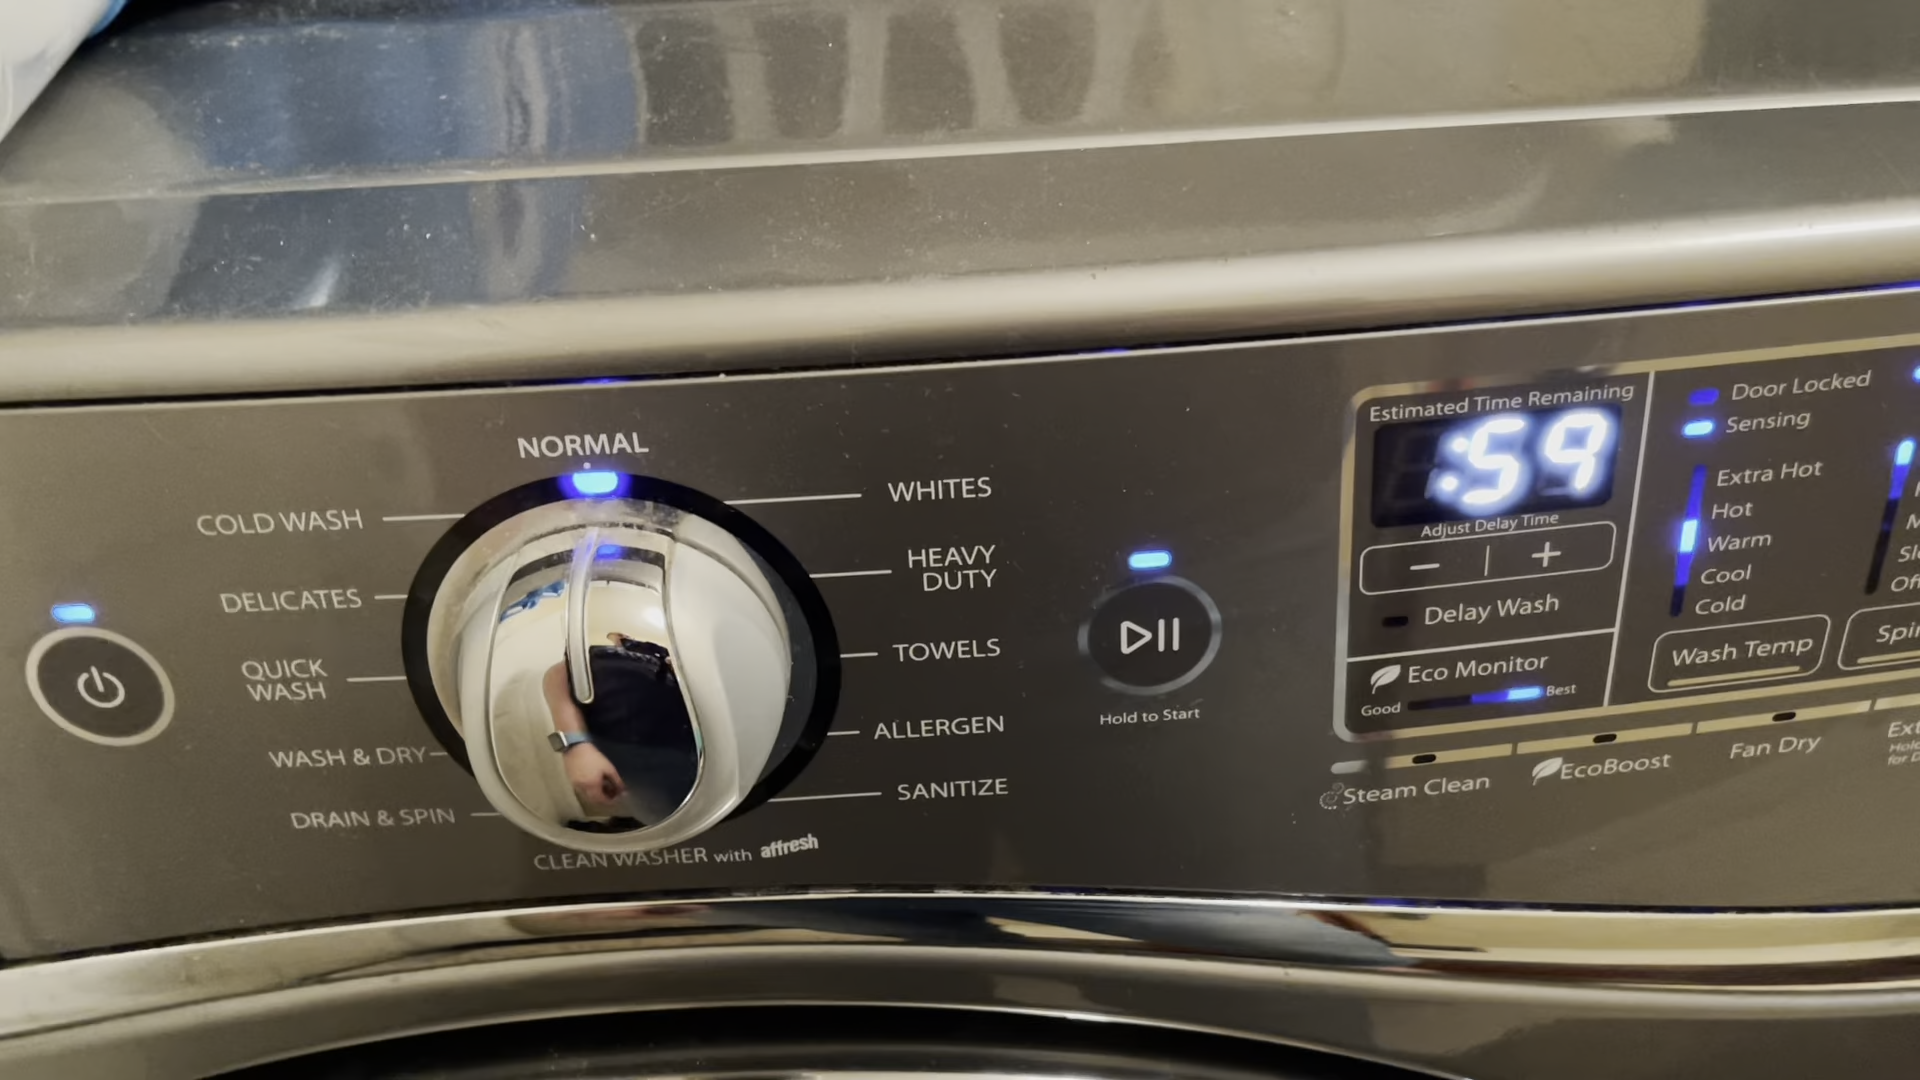 NORMAL
COLD WASH
DELICATES
QUICK
WASH
WASH & DRY
DRAIN & SPIN
CLEAN WASHER with affresh
WHITES
HEAVY
DUTY
TOWELS
ALLERGEN
SANITIZE
Hold to Start
Estimated Time Remaining
:59
Adjust Delay Time
− +
Delay Wash
Eco Monitor
Good Best
Door Locked
Sensing
Extra Hot
Hot
Warm
Cool
Cold
Wash Temp
Steam Clean
EcoBoost
Fan Dry